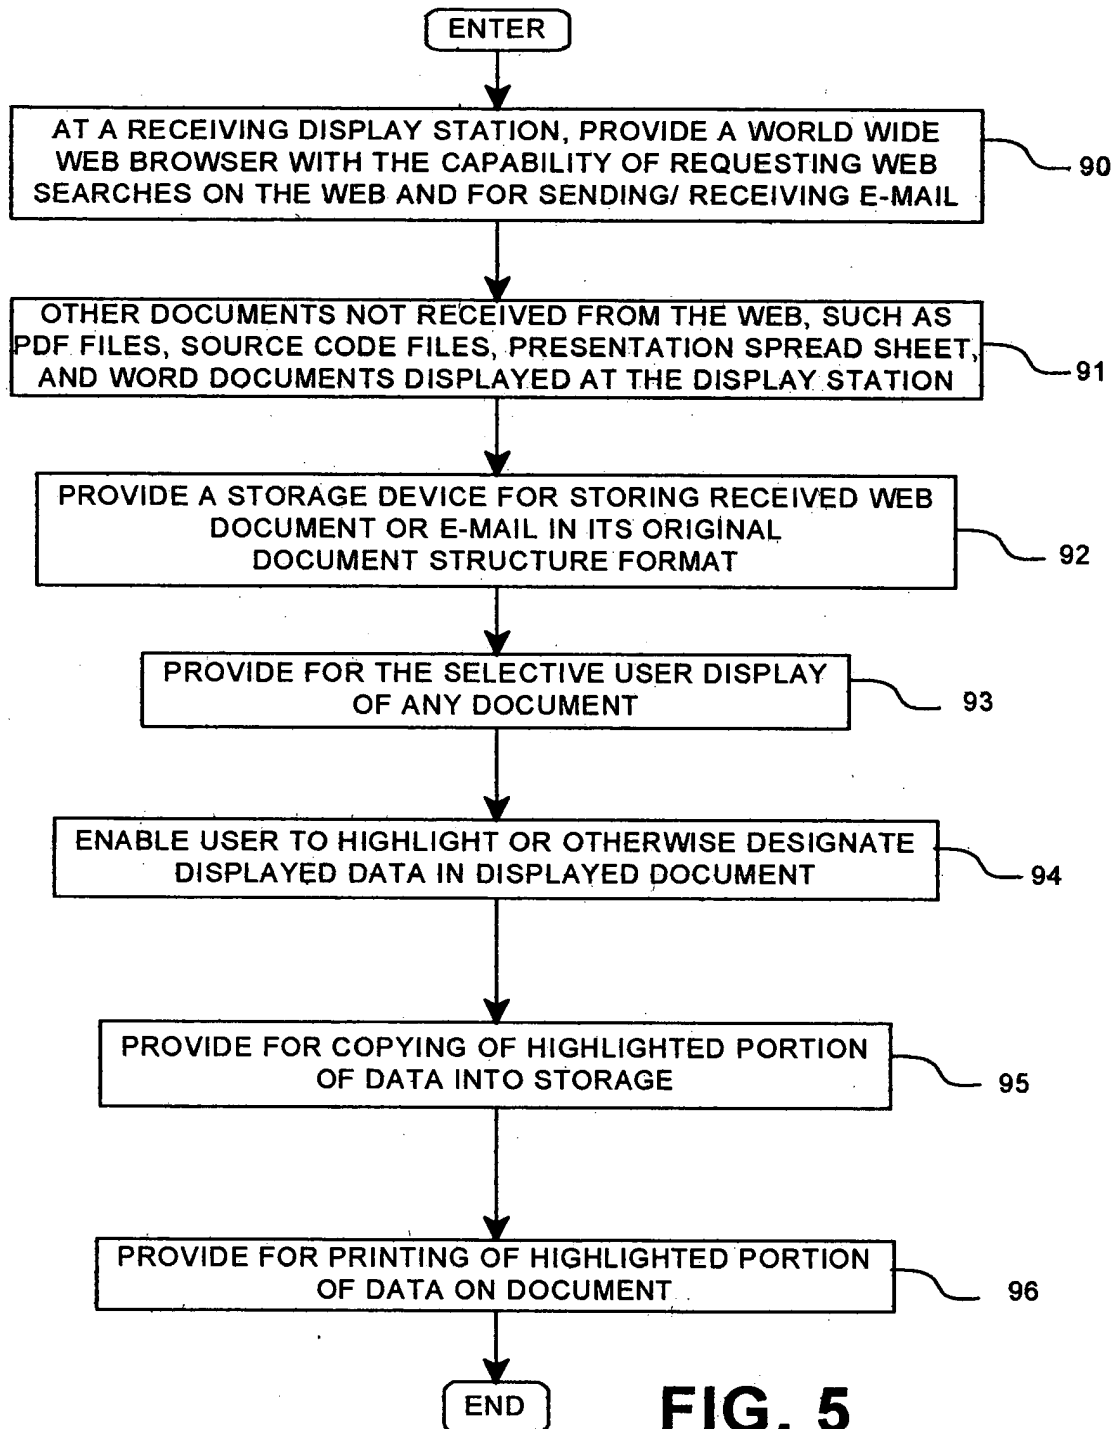 ENTER
AT A RECEIVING DISPLAY STATION, PROVIDE A WORLD WIDE
WEB BROWSER WITH THE CAPABILITY OF REQUESTING WEB
SEARCHES ON THE WEB AND FOR SENDING/ RECEIVING E-MAIL
90
OTHER DOCUMENTS NOT RECEIVED FROM THE WEB, SUCH AS
PDF FILES, SOURCE CODE FILES, PRESENTATION SPREAD SHEET,
AND WORD DOCUMENTS DISPLAYED AT THE DISPLAY STATION
91
PROVIDE A STORAGE DEVICE FOR STORING RECEIVED WEB
DOCUMENT OR E-MAIL IN ITS ORIGINAL
DOCUMENT STRUCTURE FORMAT
92
PROVIDE FOR THE SELECTIVE USER DISPLAY
OF ANY DOCUMENT
93
ENABLE USER TO HIGHLIGHT OR OTHERWISE DESIGNATE
DISPLAYED DATA IN DISPLAYED DOCUMENT
94
PROVIDE FOR COPYING OF HIGHLIGHTED PORTION
OF DATA INTO STORAGE
95
PROVIDE FOR PRINTING OF HIGHLIGHTED PORTION
OF DATA ON DOCUMENT
96
END
FIG. 5